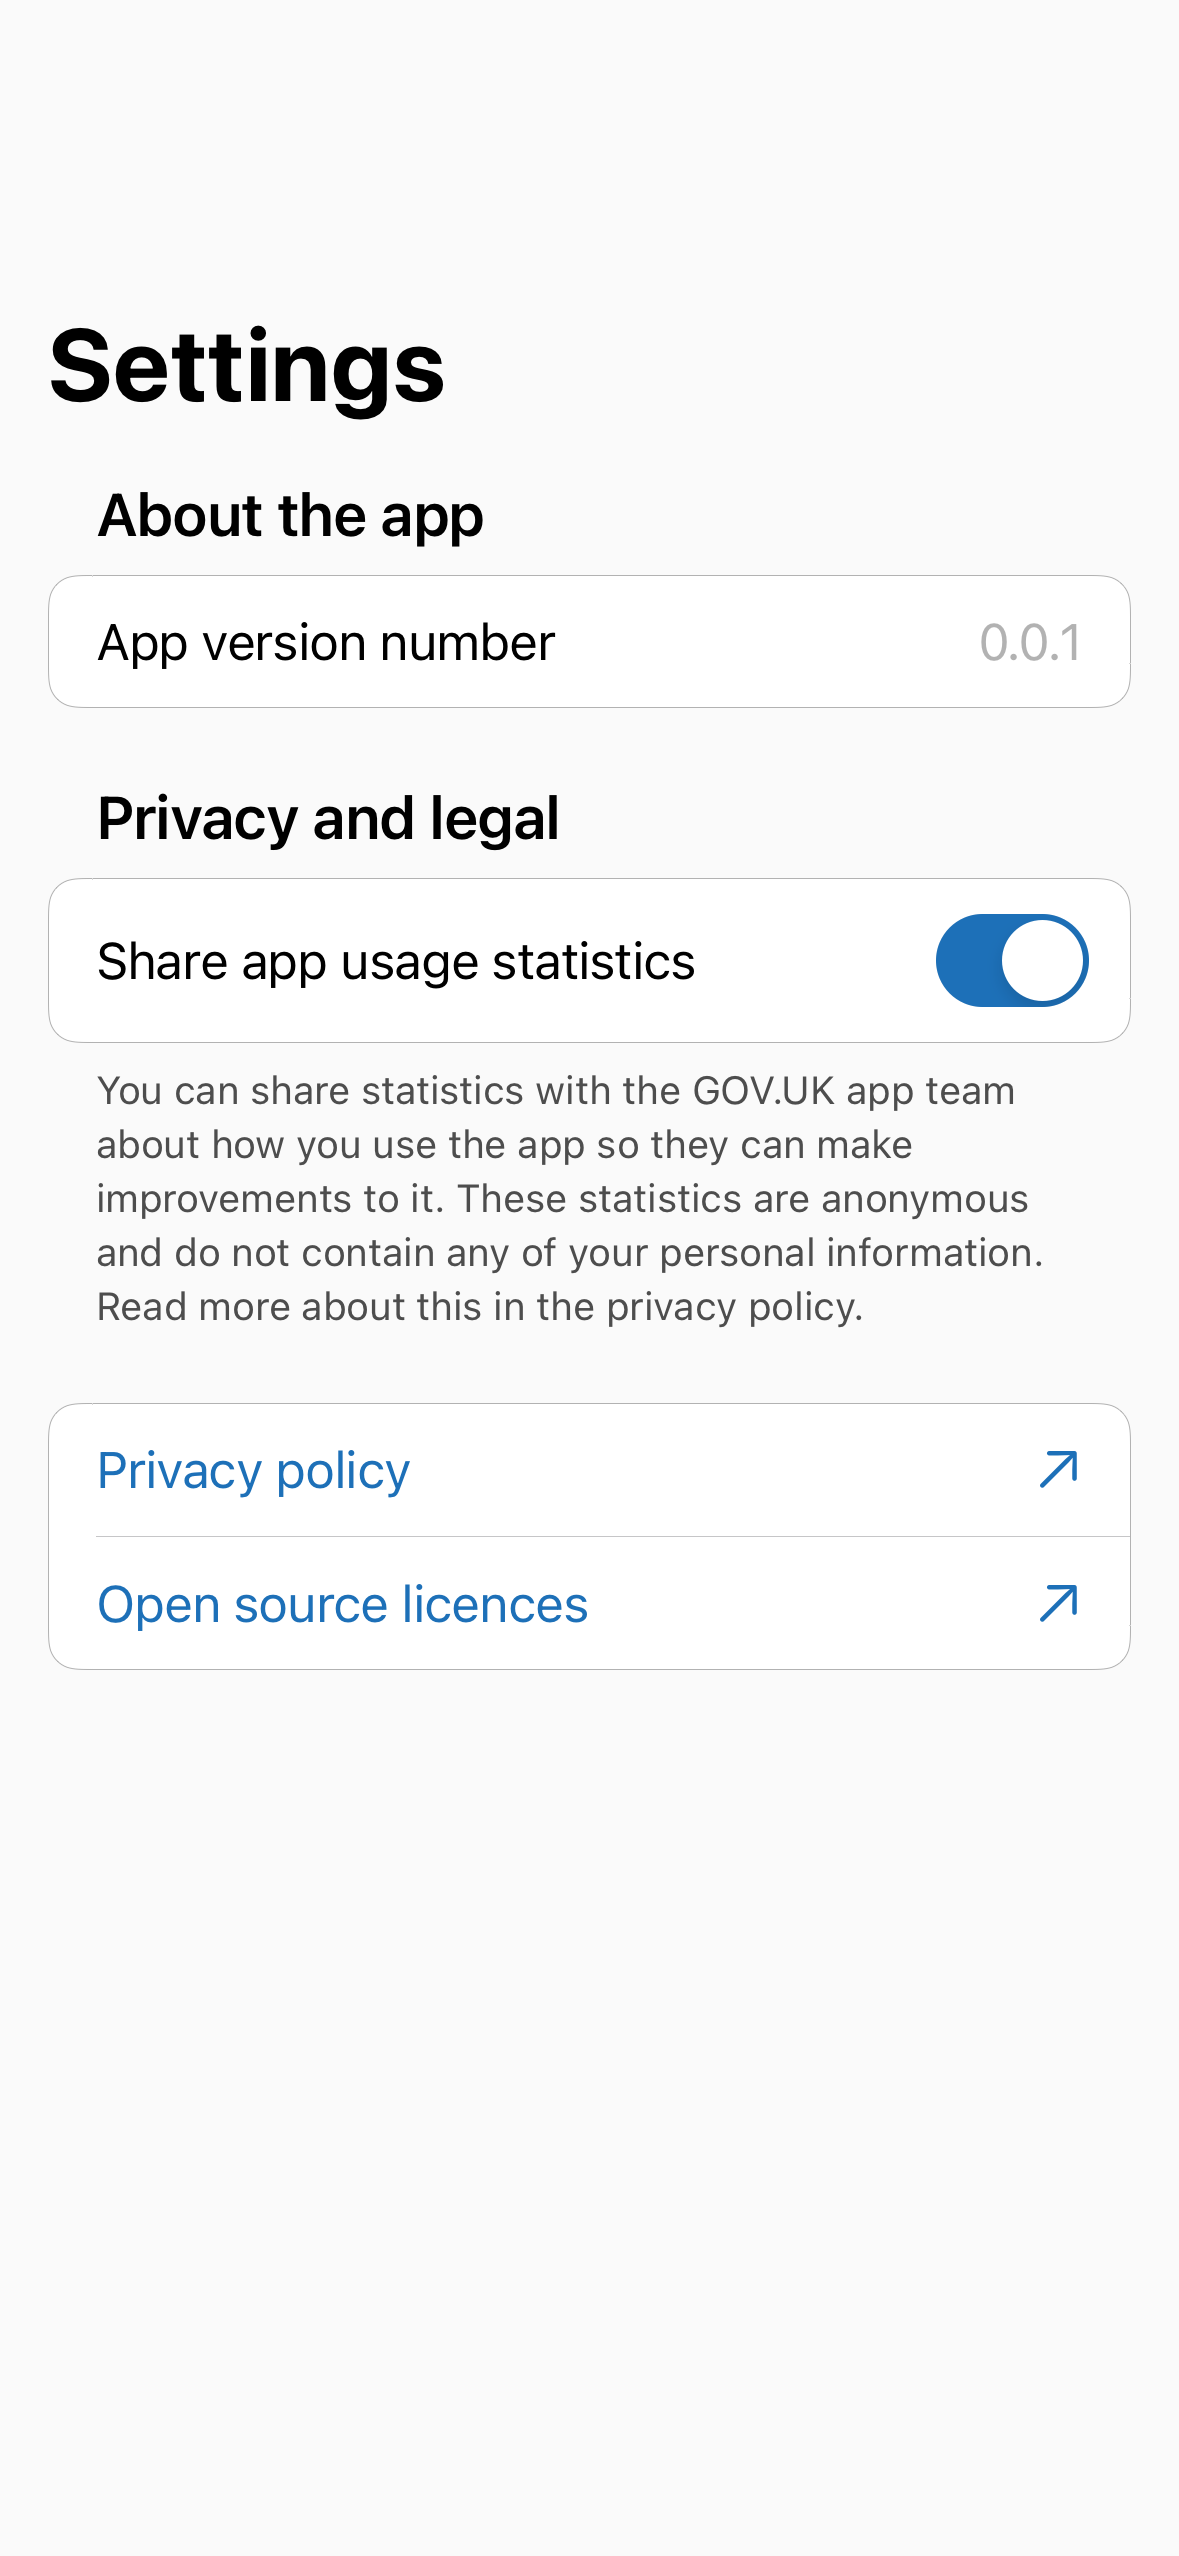 Settings
About the app
App version number 0.0.1
Privacy and legal
Share app usage statistics
You can share statistics with the GOV.UK app team
about how you use the app so they can make
improvements to it. These statistics are anonymous
and do not contain any of your personal information.
Read more about this in the privacy policy.
Privacy policy
Open source licences